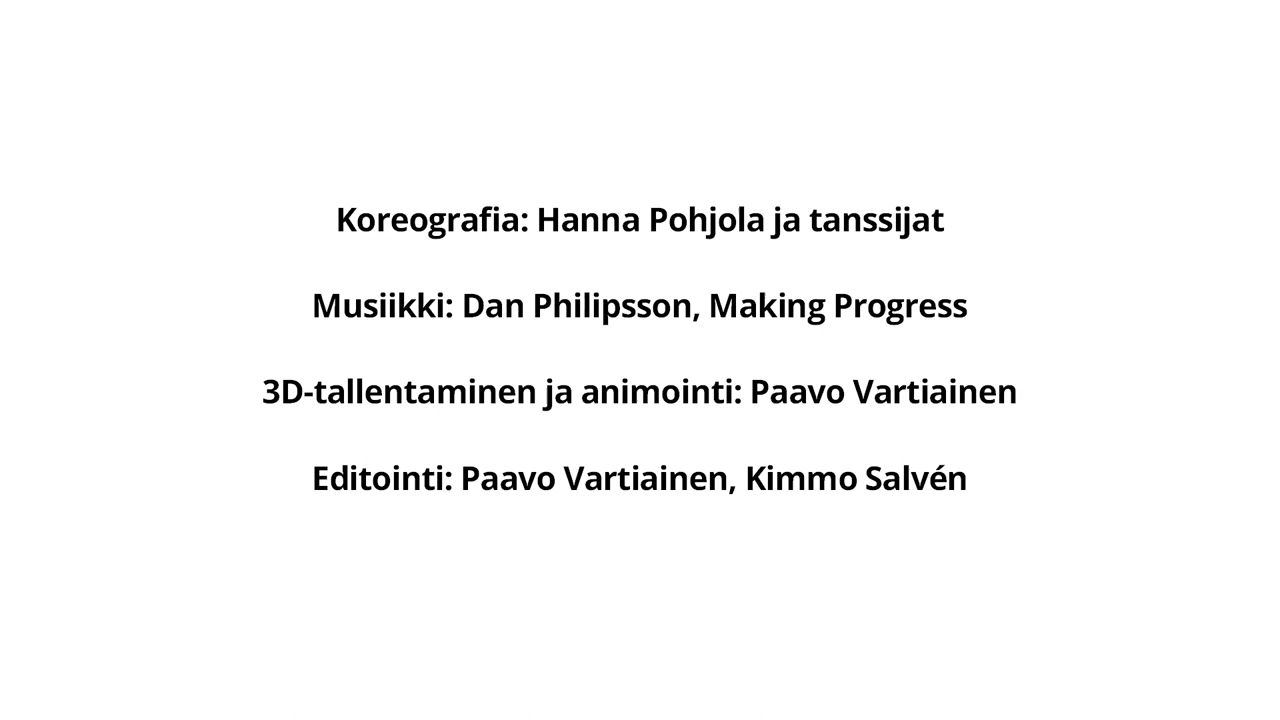 Koreografia: Hanna Pohjola ja tanssijat
Musiikki: Dan Philipsson, Making Progress
3D-tallentaminen ja animointi: Paavo Vartiainen
Editointi: Paavo Vartiainen, Kimmo Salvén